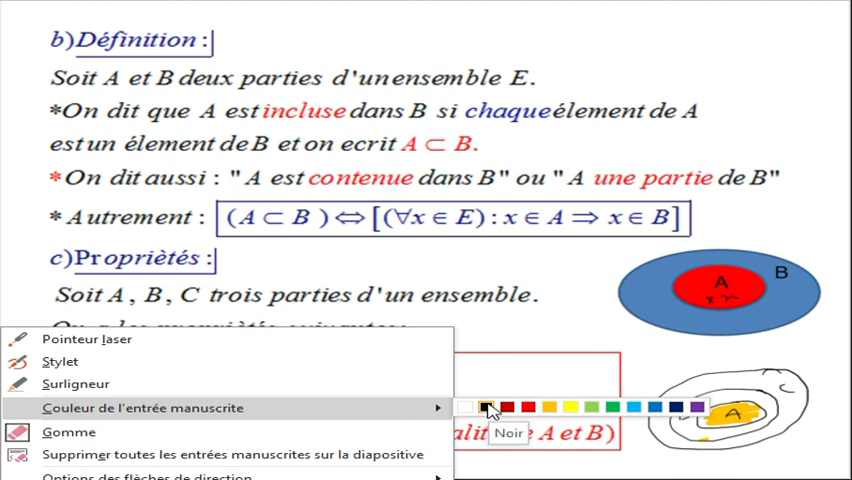 b)Définition :
Soit A et B deux parties d'un ensemble E.
*On dit que A est incluse dans B si chaque élement de A
est un élement de B et on ecrit A ⊂ B.
*On dit aussi : "A est contenue dans B" ou "A une partie de B"
*Autrement : (A ⊂ B ) ⇔ [(∀x ∈ E) : x ∈ A ⇒ x ∈ B]
c)Propriètés :
A
B
Soit A , B , C trois parties d'un ensemble.
Pointeur laser
Stylet
Surligneur
Couleur de l'entrée manuscrite
C
A
Noir
A et B)
Gomme
Supprimer toutes les entrées manuscrites sur la diapositive
Options des flèches de direction